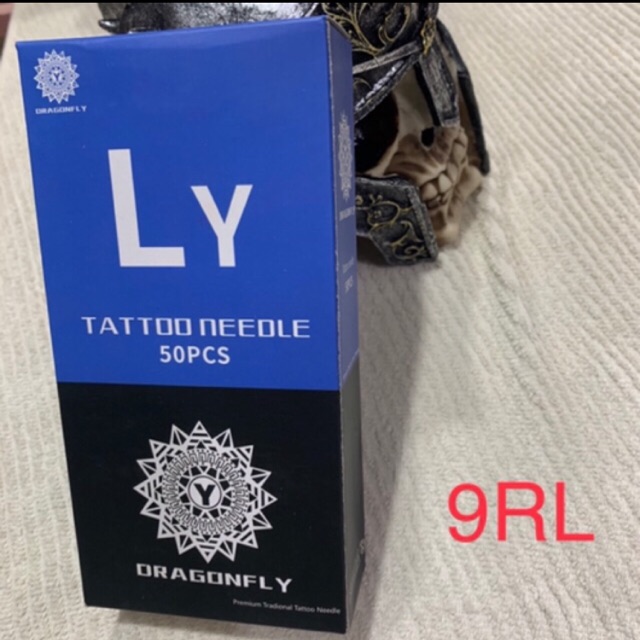 Y
DRAGONFLY
LY
TATTOO NEEDLE
50PCS
Y
DRAGONFLY
Premium Tradional Tattoo Needle
9RL